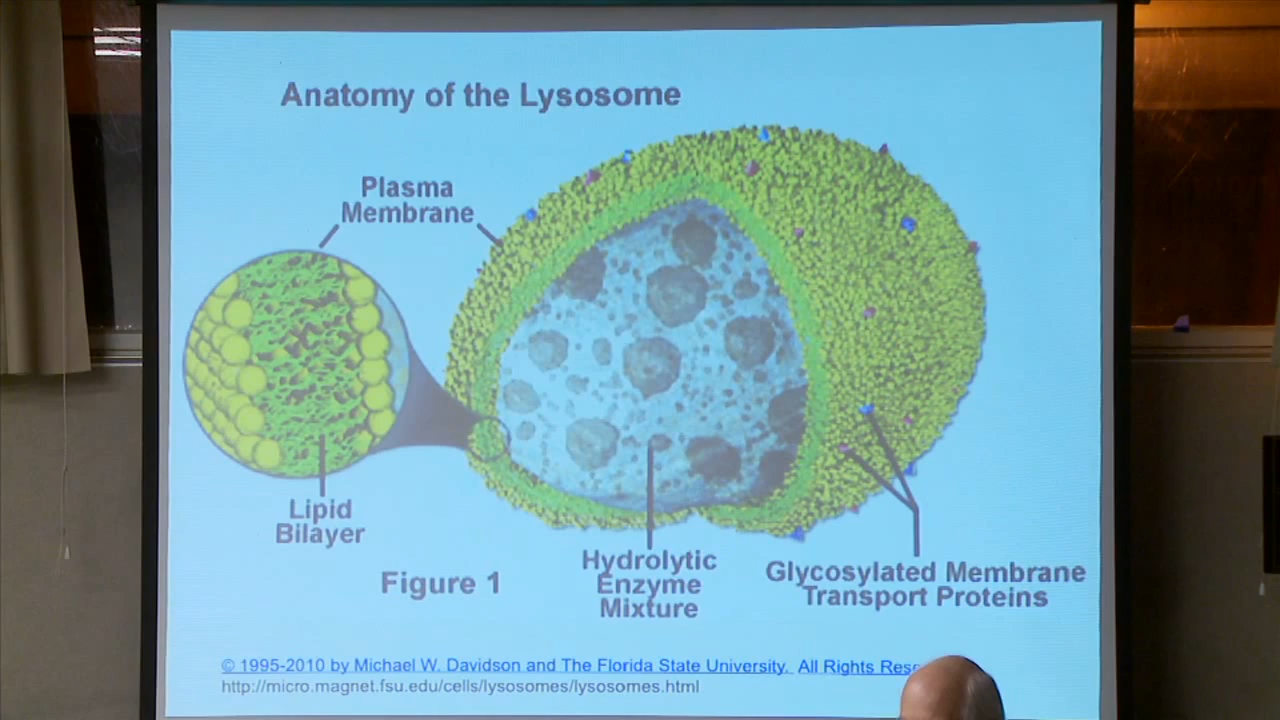 Anatomy of the Lysosome
Plasma
Membrane
Lipid
Bilayer
Figure 1
Hydrolytic
Enzyme
Mixture
Glycosylated Membrane
Transport Proteins
© 1995-2010 by Michael W. Davidson and The Florida State University. All Rights
http://micro.magnet.fsu.edu/cells/lysosomes/lysosomes.html